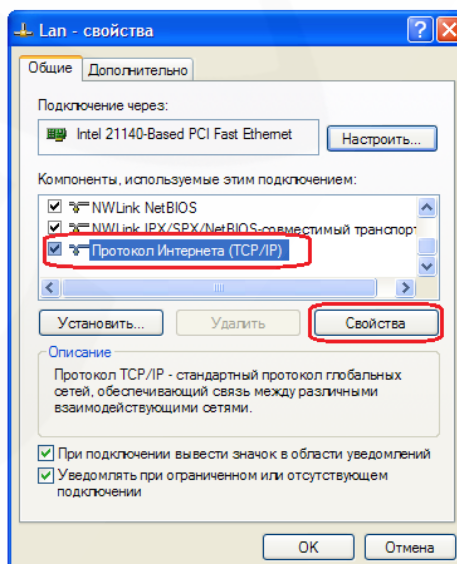 Lan - свойства
Общие
Дополнительно
Подключение через:
Intel 21140-Based PCI Fast Ethernet
Настроить...
Компоненты, используемые этим подключением:
NWLink NetBIOS
NWLink IPX/SPX/NetBIOS-совместимый транспорт
Протокол Интернета (TCP/IP)
Установить...
Удалить
Свойства
Описание
Протокол TCP/IP - стандартный протокол глобальных
сетей, обеспечивающий связь между различными
взаимодействующими сетями.
При подключении вывести значок в области уведомлений
Уведомлять при ограниченном или отсутствующем
подключении
OK
Отмена